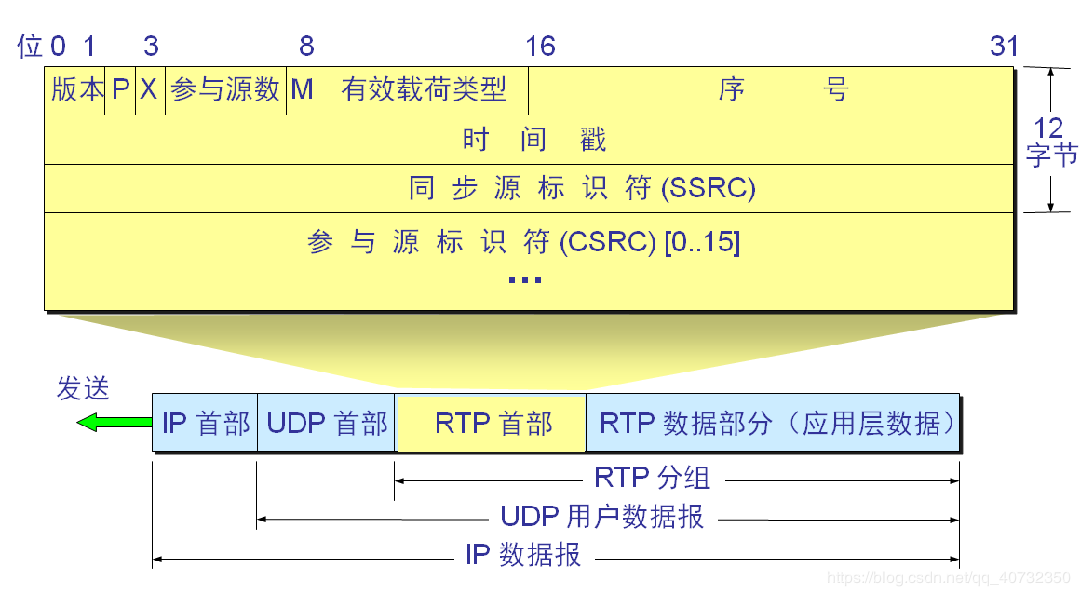 位 0 1 3 8 16 31
版本 P X 参与源数 M 有效载荷类型 序 号
时 间 戳
12
字节
同 步 源 标 识 符 (SSRC)
参 与 源 标 识 符 (CSRC) [0..15]
...
发送
IP 首部 UDP 首部 RTP 首部 RTP 数据部分（应用层数据）
RTP 分组
UDP 用户数据报
IP 数据报
https://blog.csdn.net/qq_40732350